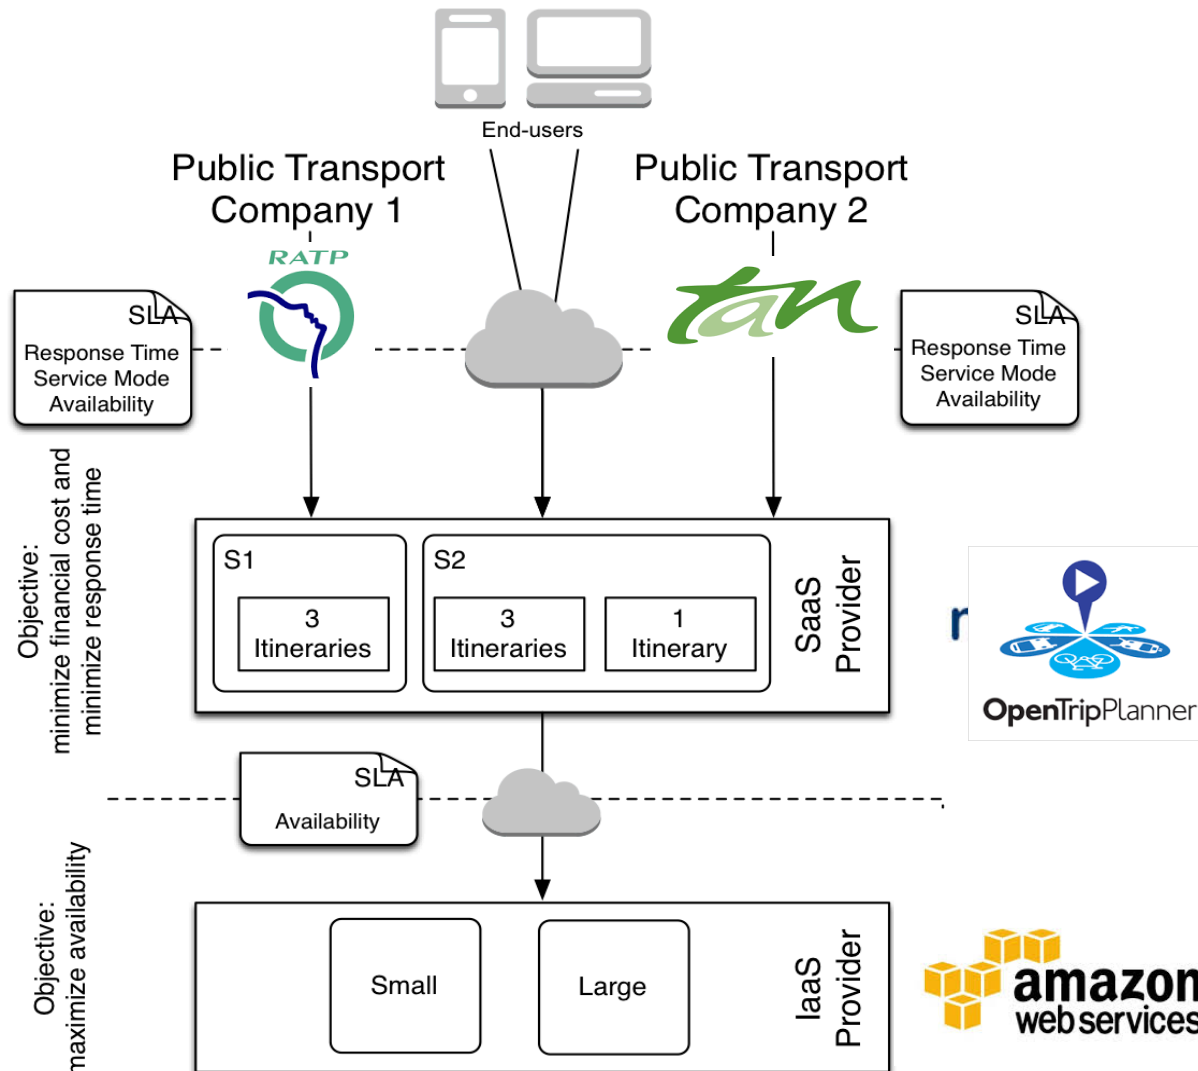 End-users
Public Transport
Company 1
Public Transport
Company 2
RATP
tan
SLA
Response Time
Service Mode
Availability
SLA
Response Time
Service Mode
Availability
Objective:
minimize financial cost and
minimize response time
S1
3
Itineraries
S2
3
Itineraries
1
Itinerary
SaaS
Provider
OpenTripPlanner
SLA
Availability
Objective:
maximize availability
Small
Large
IaaS
Provider
amazon
webservices